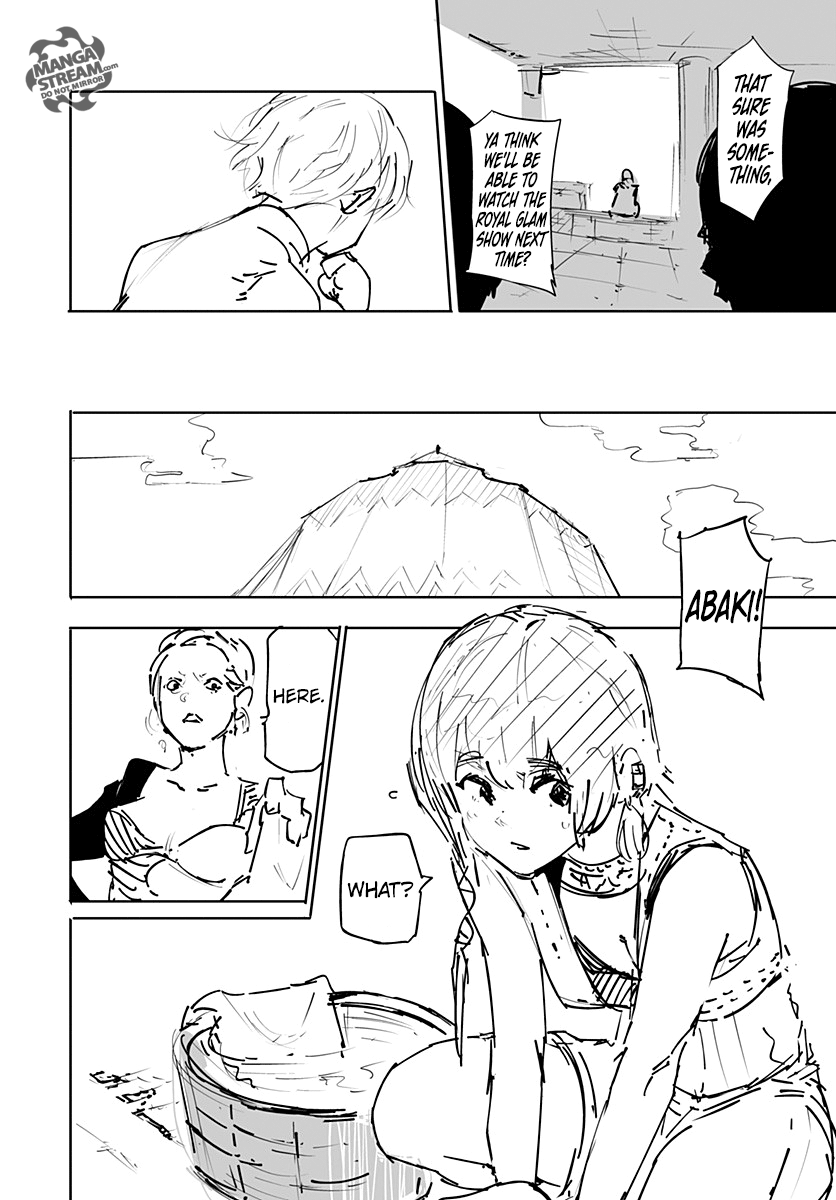 MANGA
STREAM.com
DO NOT MIRROR
THAT
SURE
WAS
SOME-
THING,
YA THINK
WE'LL BE
ABLE TO
WATCH THE
ROYAL GLAM
SHOW NEXT
TIME?
ABAKI!
HERE.
WHAT?